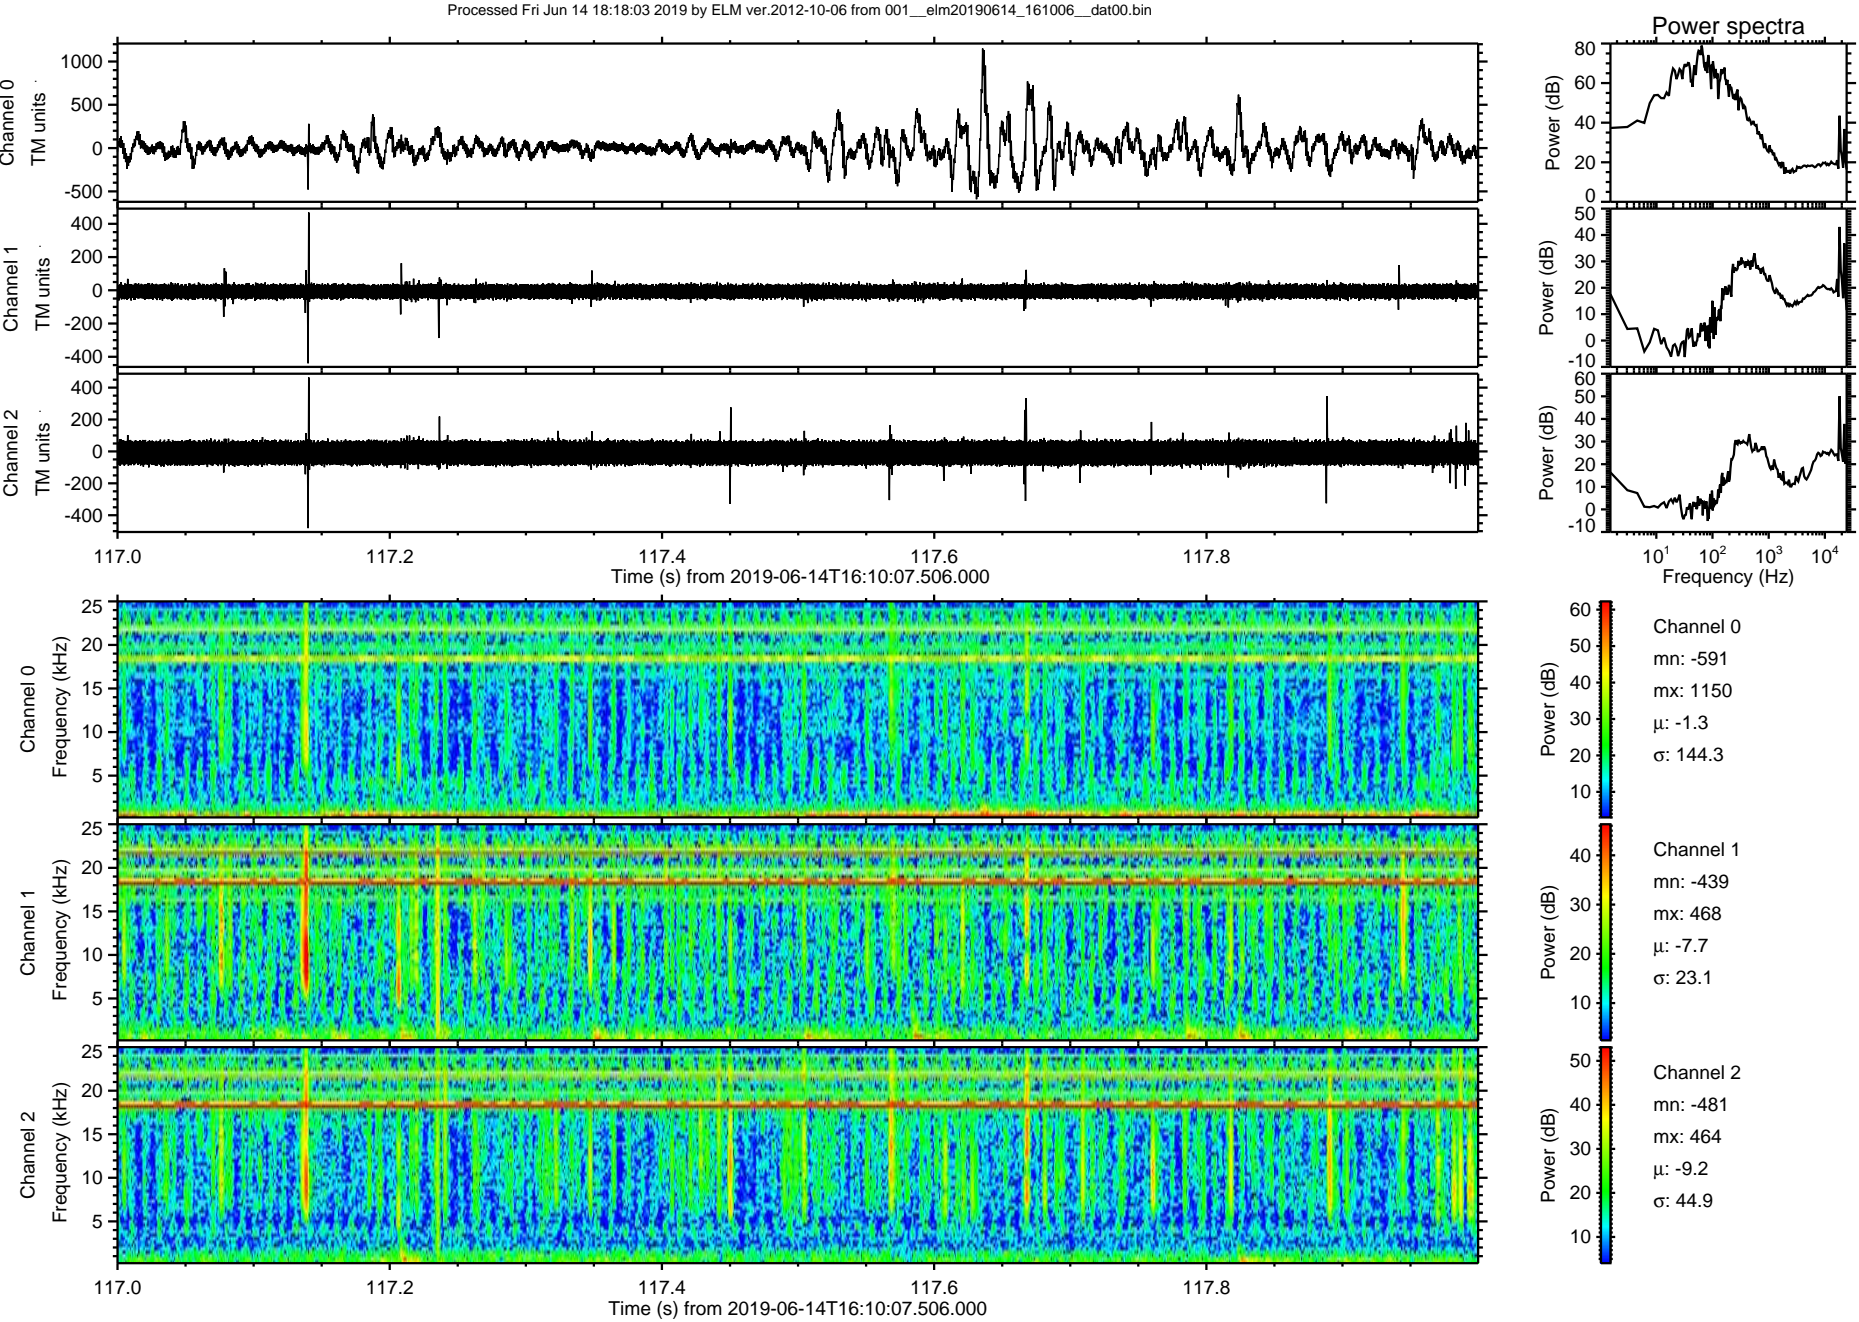 Processed Fri Jun 14 18:18:03 2019 by ELM ver.2012-10-06 from 001__elm20190614_161006__dat00.bin
Power spectra
Channel 0
TM units
1000
500
0
-500
Power (dB)
80
60
40
20
0
Channel 1
TM units
400
200
0
-200
-400
Power (dB)
50
40
30
20
10
0
-10
Channel 2
TM units
400
200
0
-200
-400
Power (dB)
60
50
40
30
20
10
0
-10
117.0 117.2 117.4 117.6 117.8
Time (s) from 2019-06-14T16:10:07.506.000
10¹ 10² 10³ 10⁴
Frequency (Hz)
Channel 0
Frequency (kHz)
25
20
15
10
5
Power (dB)
60
50
40
30
20
10
Channel 0
mn: -591
mx: 1150
μ: -1.3
σ: 144.3
Channel 1
Frequency (kHz)
25
20
15
10
5
Power (dB)
40
30
20
10
Channel 1
mn: -439
mx: 468
μ: -7.7
σ: 23.1
Channel 2
Frequency (kHz)
25
20
15
10
5
Power (dB)
50
40
30
20
10
Channel 2
mn: -481
mx: 464
μ: -9.2
σ: 44.9
117.0 117.2 117.4 117.6 117.8
Time (s) from 2019-06-14T16:10:07.506.000